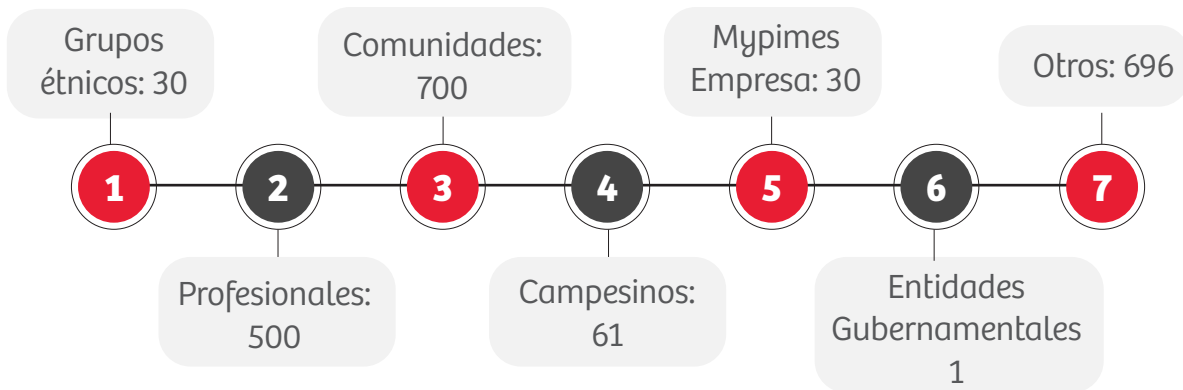 Grupos
étnicos: 30
Comunidades:
700
Mypimes
Empresa: 30
Otros: 696
1
2
3
4
5
6
7
Profesionales:
500
Campesinos:
61
Entidades
Gubernamentales
1